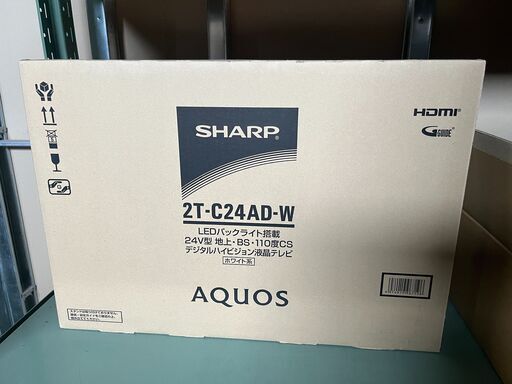 SHARP
HDMI
G-GUIDE
2T-C24AD-W
LEDバックライト搭載
24V型 地上・BS・110度CS
デジタルハイビジョン液晶テレビ
ホワイト系
AQUOS